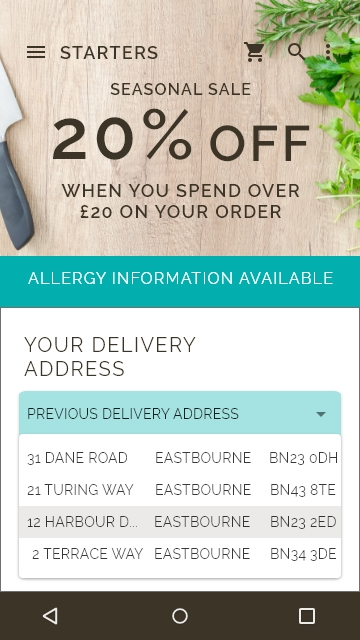 STARTERS
SEASONAL SALE
20% OFF
WHEN YOU SPEND OVER
£20 ON YOUR ORDER
ALLERGY INFORMATION AVAILABLE
YOUR DELIVERY
ADDRESS
PREVIOUS DELIVERY ADDRESS
31 DANE ROAD EASTBOURNE BN23 0DH
21 TURING WAY EASTBOURNE BN43 8TE
12 HARBOUR D... EASTBOURNE BN23 2ED
2 TERRACE WAY EASTBOURNE BN34 3DE